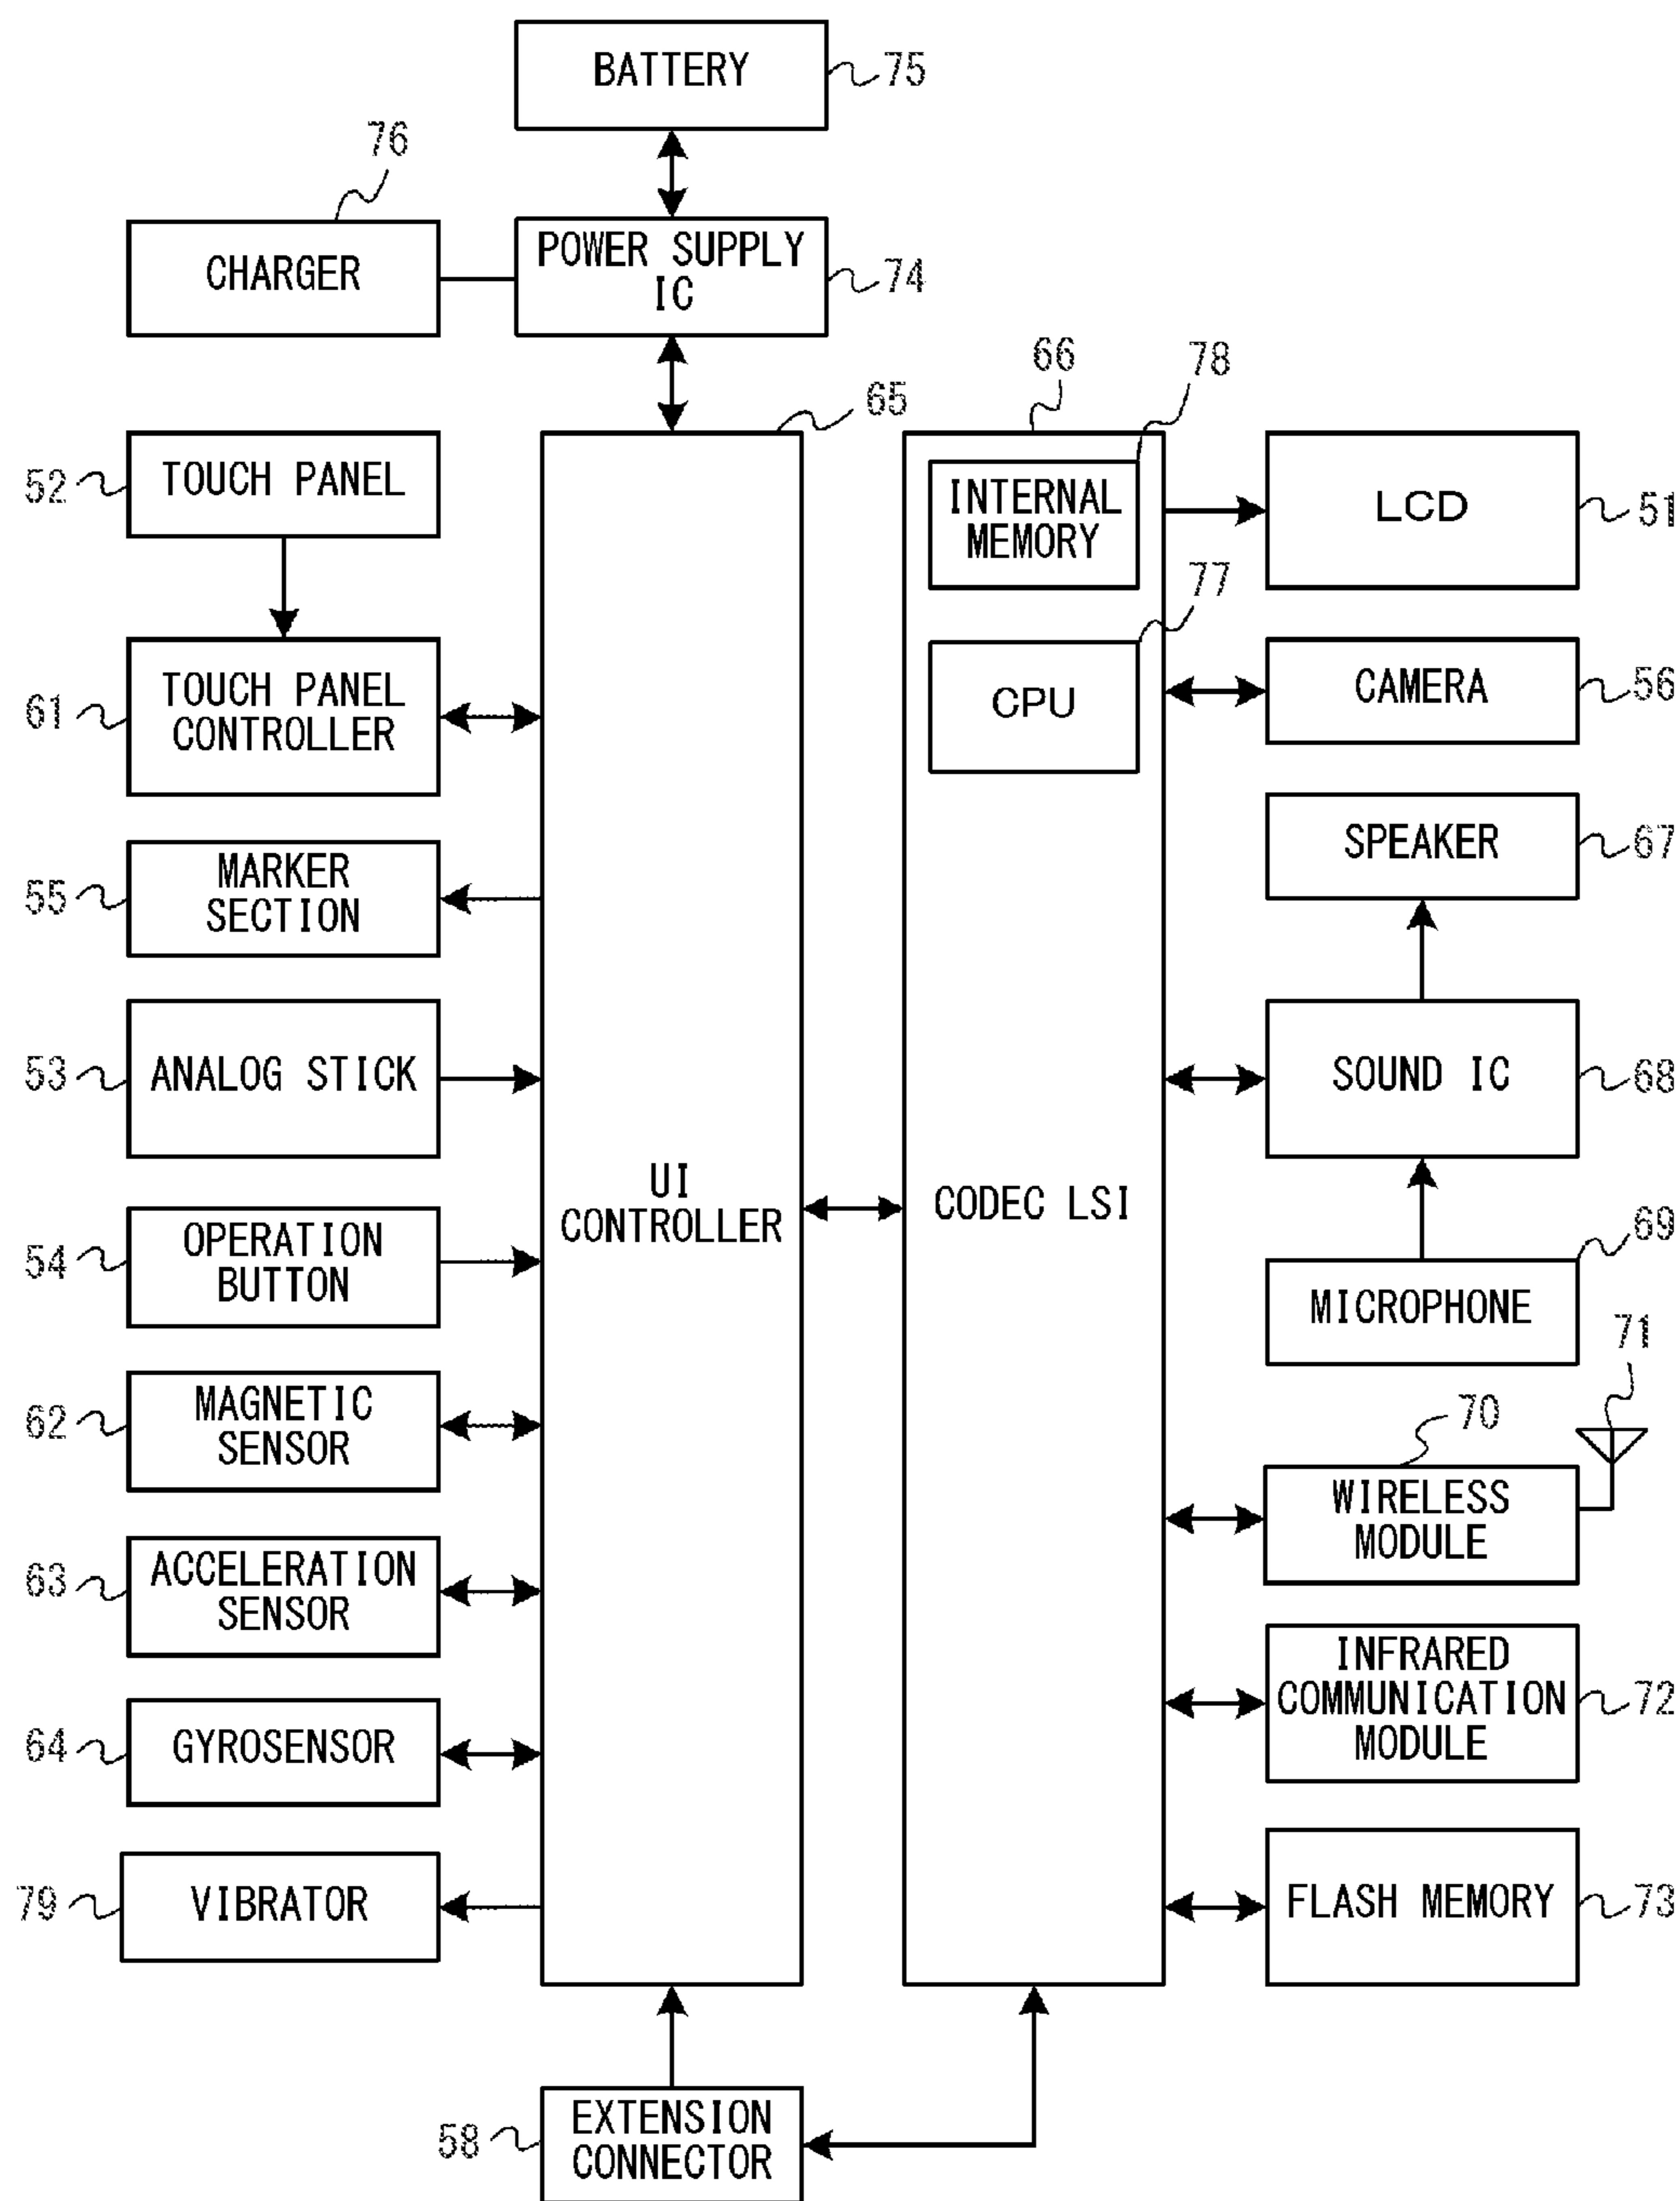 BATTERY
75
76
CHARGER
POWER SUPPLY
IC
74
65
66
78
52
TOUCH PANEL
INTERNAL
MEMORY
LCD
51
77
61
TOUCH PANEL
CONTROLLER
CPU
CAMERA
56
SPEAKER
67
55
MARKER
SECTION
53
ANALOG STICK
SOUND IC
68
UI
CONTROLLER
CODEC LSI
54
OPERATION
BUTTON
69
MICROPHONE
71
62
MAGNETIC
SENSOR
70
WIRELESS
MODULE
63
ACCELERATION
SENSOR
INFRARED
COMMUNICATION
MODULE
72
64
GYROSENSOR
79
VIBRATOR
FLASH MEMORY
73
58
EXTENSION
CONNECTOR